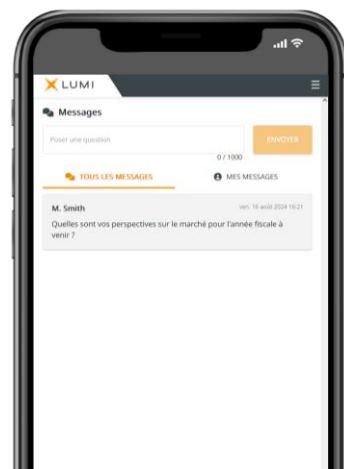 LUMI
Messages
Poser une question
ENVOYER
0 / 1000
TOUS LES MESSAGES
MES MESSAGES
M. Smith
ven. 16 août 2024 16:21
Quelles sont vos perspectives sur le marché pour l'année fiscale à
venir ?